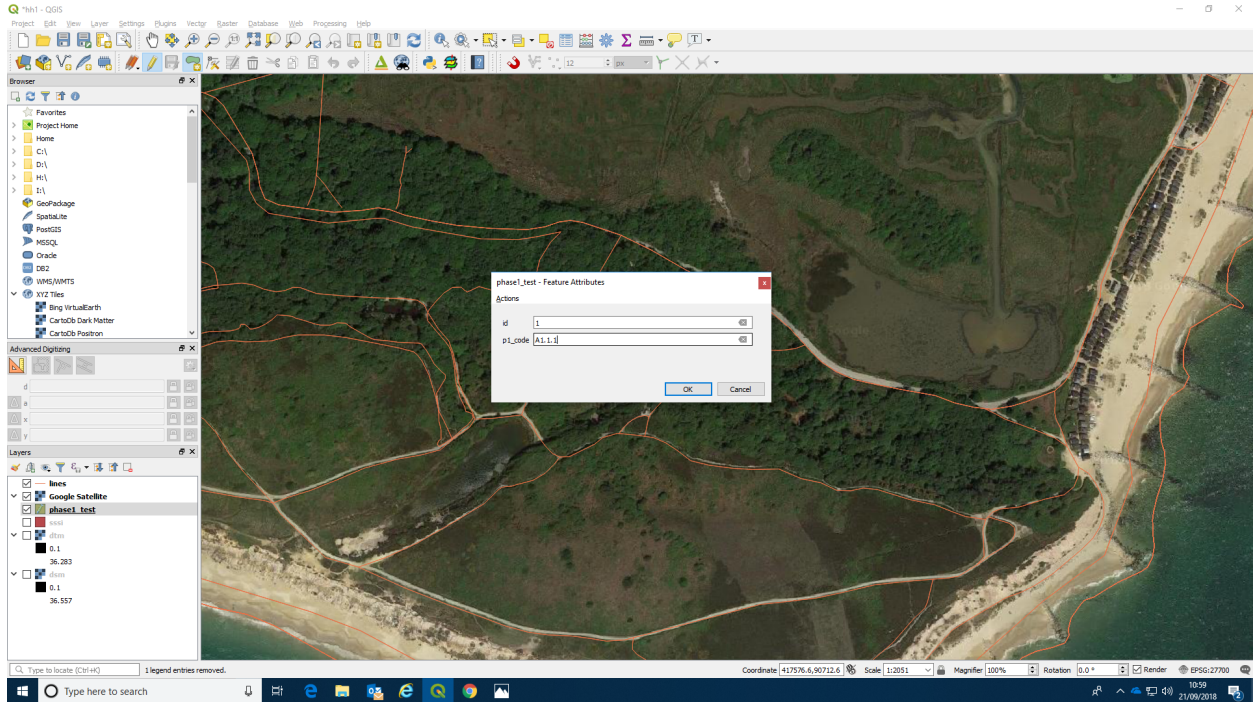 *hh1 - QGIS
Project Edit View Layer Settings Plugins Vector Raster Database Web Processing Help
12 px
Browser
Favorites
Project Home
Home
C:\
D:\
H:\
I:\
GeoPackage
SpatiaLite
PostGIS
MSSQL
Oracle
DB2
WMS/WMTS
XYZ Tiles
Bing VirtualEarth
CartoDb Dark Matter
CartoDb Positron
Advanced Digitizing
d
a
x
y
Layers
lines
Google Satellite
phase1_test
sssi
dtm
0.1
36.283
dsm
0.1
36.557
phase1_test - Feature Attributes
Actions
id 1
p1_code A1.1.1
OK Cancel
Type to locate (Ctrl+K) 1 legend entries removed. Coordinate 417576.6,90712.6 Scale 1:2051 Magnifier 100% Rotation 0.0 ° Render EPSG:27700
Type here to search
10:59
21/09/2018